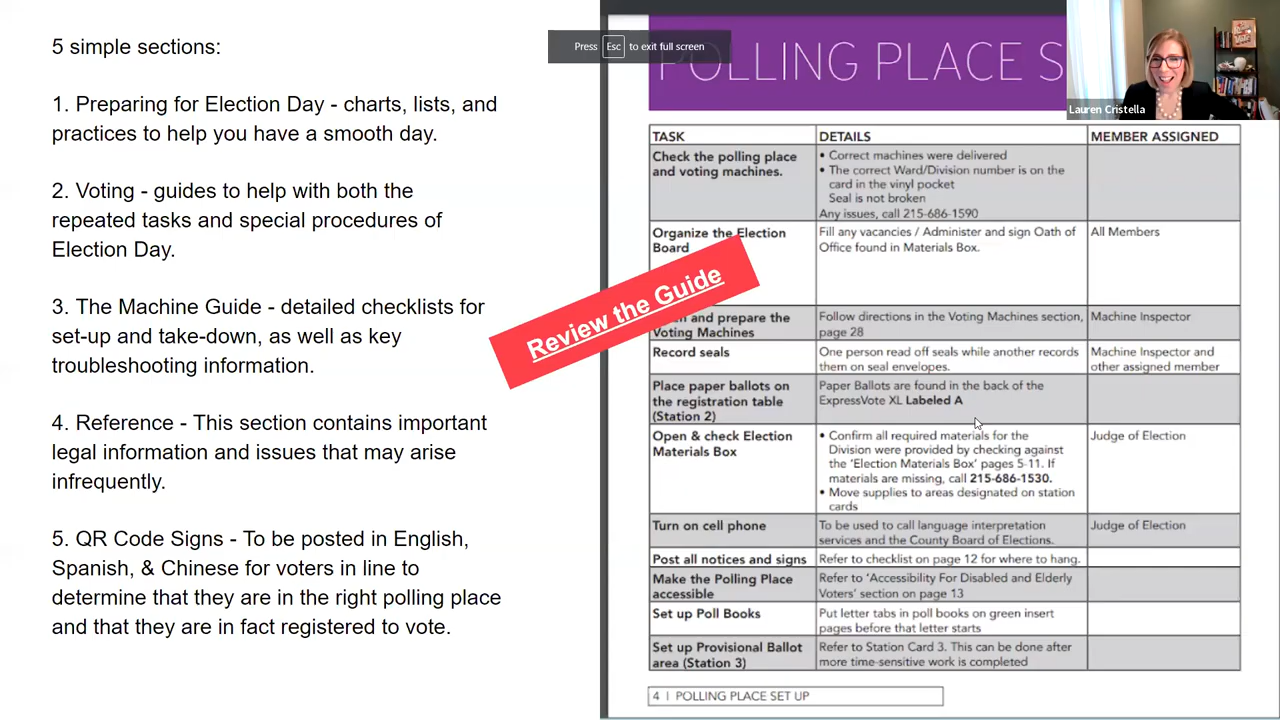 5 simple sections:
1. Preparing for Election Day - charts, lists, and
practices to help you have a smooth day.
2. Voting - guides to help with both the
repeated tasks and special procedures of
Election Day.
3. The Machine Guide - detailed checklists for
set-up and take-down, as well as key
troubleshooting information.
4. Reference - This section contains important
legal information and issues that may arise
infrequently.
5. QR Code Signs - To be posted in English,
Spanish, & Chinese for voters in line to
determine that they are in the right polling place
and that they are in fact registered to vote.
Press Esc to exit full screen
POLLING PLACE S
Lauren Cristella
Review the Guide
TASK DETAILS MEMBER ASSIGNED
Check the polling place
and voting machines.
• Correct machines were delivered
• The correct Ward/Division number is on the
card in the vinyl pocket
Seal is not broken
Any issues, call 215-686-1590
Organize the Election
Board
Fill any vacancies / Administer and sign Oath of
Office found in Materials Box.
All Members
and prepare the
Voting Machines
Follow directions in the Voting Machines section,
page 28
Machine Inspector
Record seals
One person read off seals while another records
them on seal envelopes.
Machine Inspector and
other assigned member
Place paper ballots on
the registration table
(Station 2)
Paper Ballots are found in the back of the
ExpressVote XL Labeled A
Open & check Election
Materials Box
• Confirm all required materials for the
Division were provided by checking against
the 'Election Materials Box' pages 5-11. If
materials are missing, call 215-686-1530.
• Move supplies to areas designated on station
cards
Judge of Election
Turn on cell phone
To be used to call language interpretation
services and the County Board of Elections.
Judge of Election
Post all notices and signs
Refer to checklist on page 12 for where to hang.
Make the Polling Place
accessible
Refer to 'Accessibility For Disabled and Elderly
Voters' section on page 13
Set up Poll Books
Put letter tabs in poll books on green insert
pages before that letter starts
Set up Provisional Ballot
area (Station 3)
Refer to Station Card 3. This can be done after
more time-sensitive work is completed
4 | POLLING PLACE SET UP